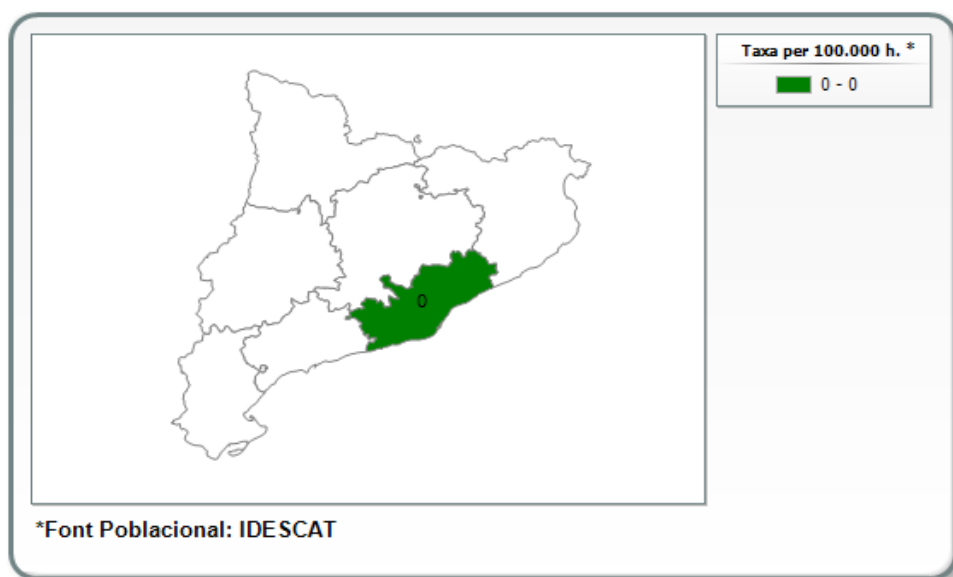 Taxa per 100.000 h. *
0 - 0
0
*Font Poblacional: IDESCAT